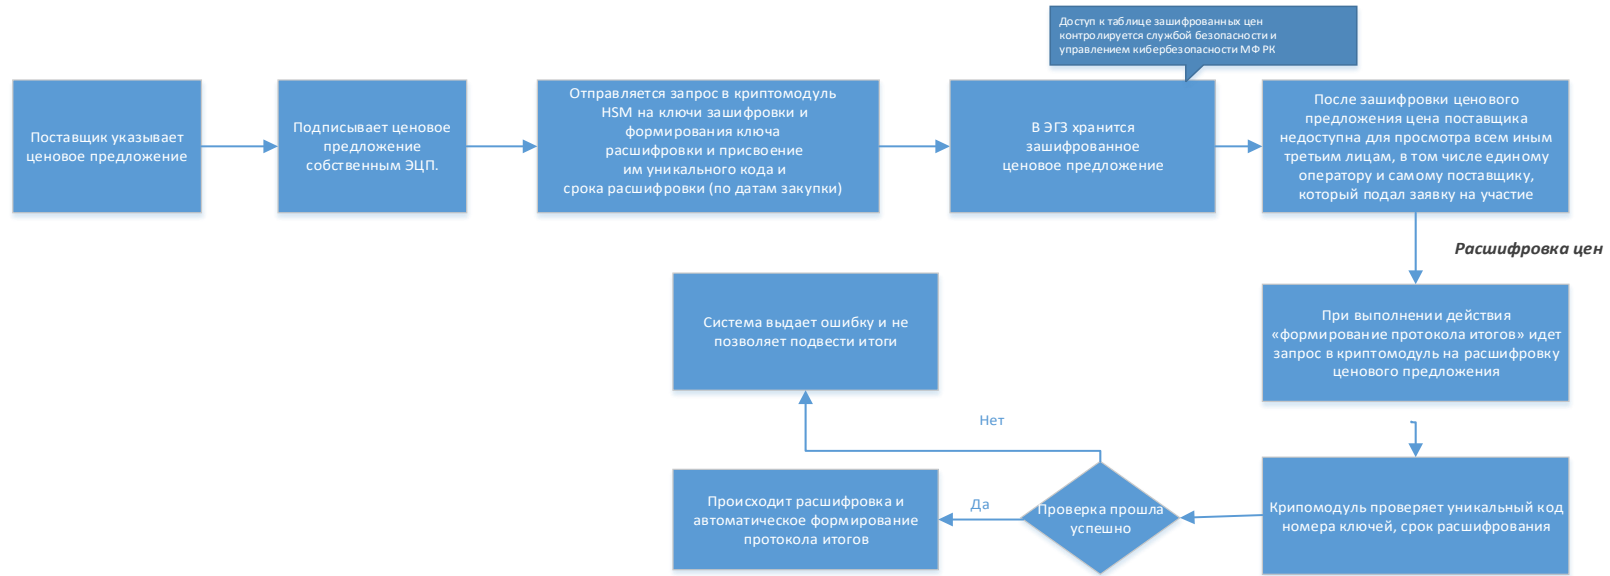 Доступ к таблице зашифрованных цен
контролируется службой безопасности и
управлением кибербезопасности МФ РК
Поставщик указывает
ценовое предложение
Подписывает ценовое
предложение
собственным ЭЦП.
Отправляется запрос в криптомодуль
HSM на ключи зашифровки и
формирования ключа
расшифровки и присвоение
им уникального кода и
срока расшифровки (по датам закупки)
В ЭГЗ хранится
зашифрованное
ценовое предложение
После зашифровки ценового
предложения цена поставщика
недоступна для просмотра всем иным
третьим лицам, в том числе единому
оператору и самому поставщику,
который подал заявку на участие
Расшифровка цен
При выполнении действия
«формирование протокола итогов» идет
запрос в криптомодуль на расшифровку
ценового предложения
Крипомодуль проверяет уникальный код
номера ключей, срок расшифрования
Проверка прошла
успешно
Нет
Система выдает ошибку и не
позволяет подвести итоги
Да
Происходит расшифровка и
автоматическое формирование
протокола итогов